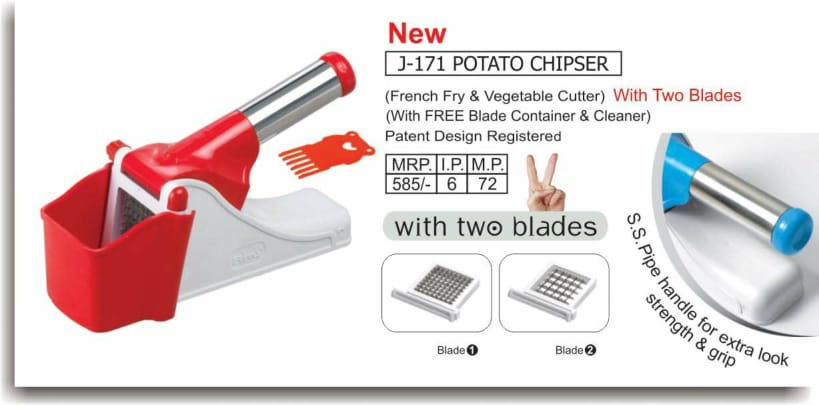 New
J-171 POTATO CHIPSER
(French Fry & Vegetable Cutter) With Two Blades
(With FREE Blade Container & Cleaner)
Patent Design Registered
MRP. I.P. M.P.
585/- 6 72
with two blades
Blade 1
Blade 2
S.S.Pipe handle for extra look
strength & grip